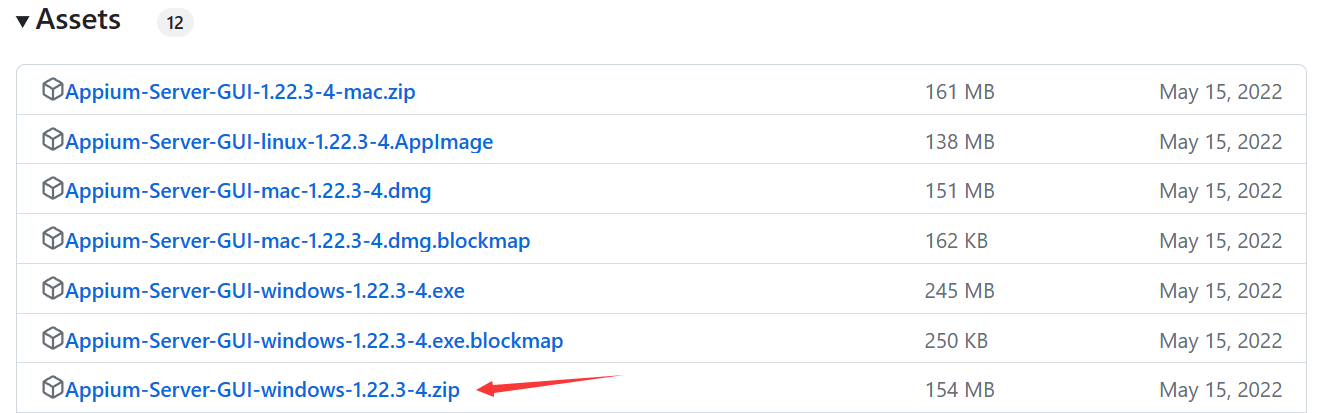 Assets 12
Appium-Server-GUI-1.22.3-4-mac.zip 161 MB May 15, 2022
Appium-Server-GUI-linux-1.22.3-4.AppImage 138 MB May 15, 2022
Appium-Server-GUI-mac-1.22.3-4.dmg 151 MB May 15, 2022
Appium-Server-GUI-mac-1.22.3-4.dmg.blockmap 162 KB May 15, 2022
Appium-Server-GUI-windows-1.22.3-4.exe 245 MB May 15, 2022
Appium-Server-GUI-windows-1.22.3-4.exe.blockmap 250 KB May 15, 2022
Appium-Server-GUI-windows-1.22.3-4.zip 154 MB May 15, 2022